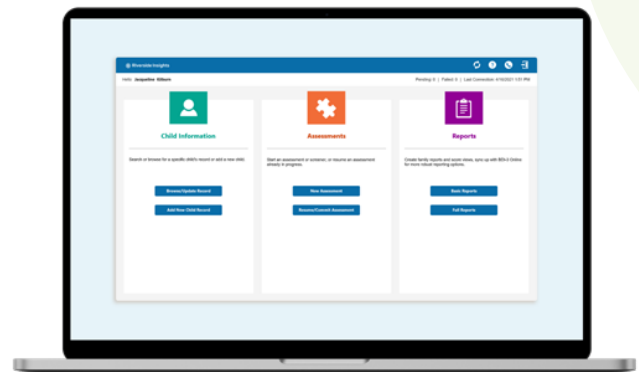 Riverside Insights
Hello Jacqueline Kilburn
Pending: 0 | Failed: 0 | Last Connection: 4/16/2021 1:51 PM
Child Information
Search or browse for a specific child's record or add a new child.
Browse/Update Record
Add New Child Record
Assessments
Start an assessment or screener, or resume an assessment
already in progress.
New Assessment
Resume/Commit Assessment
Reports
Create family reports and score views, sync up with BDI-3 Online
for more robust reporting options.
Basic Reports
Full Reports